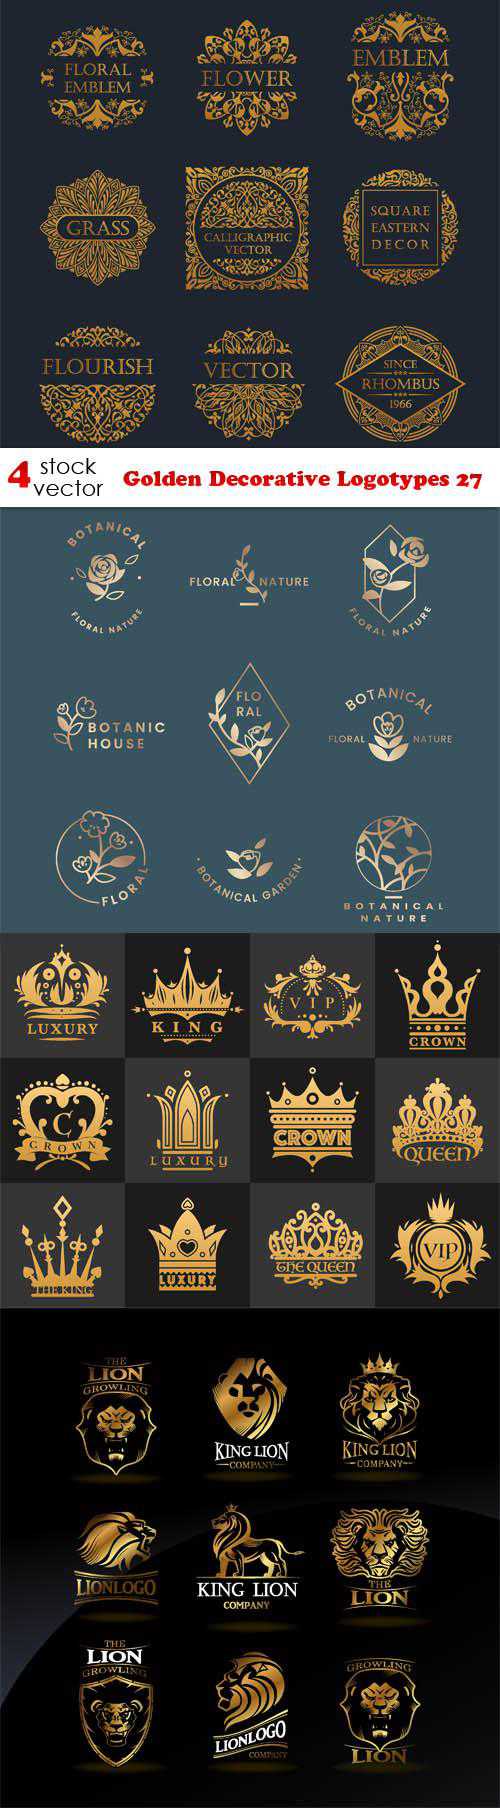 FLORAL
EMBLEM
FLOWER
EMBLEM
GRASS
CALLIGRAPHIC
VECTOR
SQUARE
EASTERN
DECOR
FLOURISH
VECTOR
SINCE
RHOMBUS
1966
4 stock
vector
Golden Decorative Logotypes 27
BOTANICAL
FLORAL NATURE
FLORAL NATURE
FLORAL NATURE
BOTANIC
HOUSE
FLO
RAL
BOTANICAL
FLORAL NATURE
FLORAL
BOTANICAL GARDEN
BOTANICAL
NATURE
LUXURY
KING
VIP
CROWN
C
CROWN
LUXURY
CROWN
QUEEN
THE KING
LUXURY
THE QUEEN
VIP
THE
LION
GROWLING
KING LION
COMPANY
KING LION
COMPANY
LIONLOGO
KING LION
COMPANY
THE
LION
THE
LION
GROWLING
LIONLOGO
COMPANY
GROWLING
LION